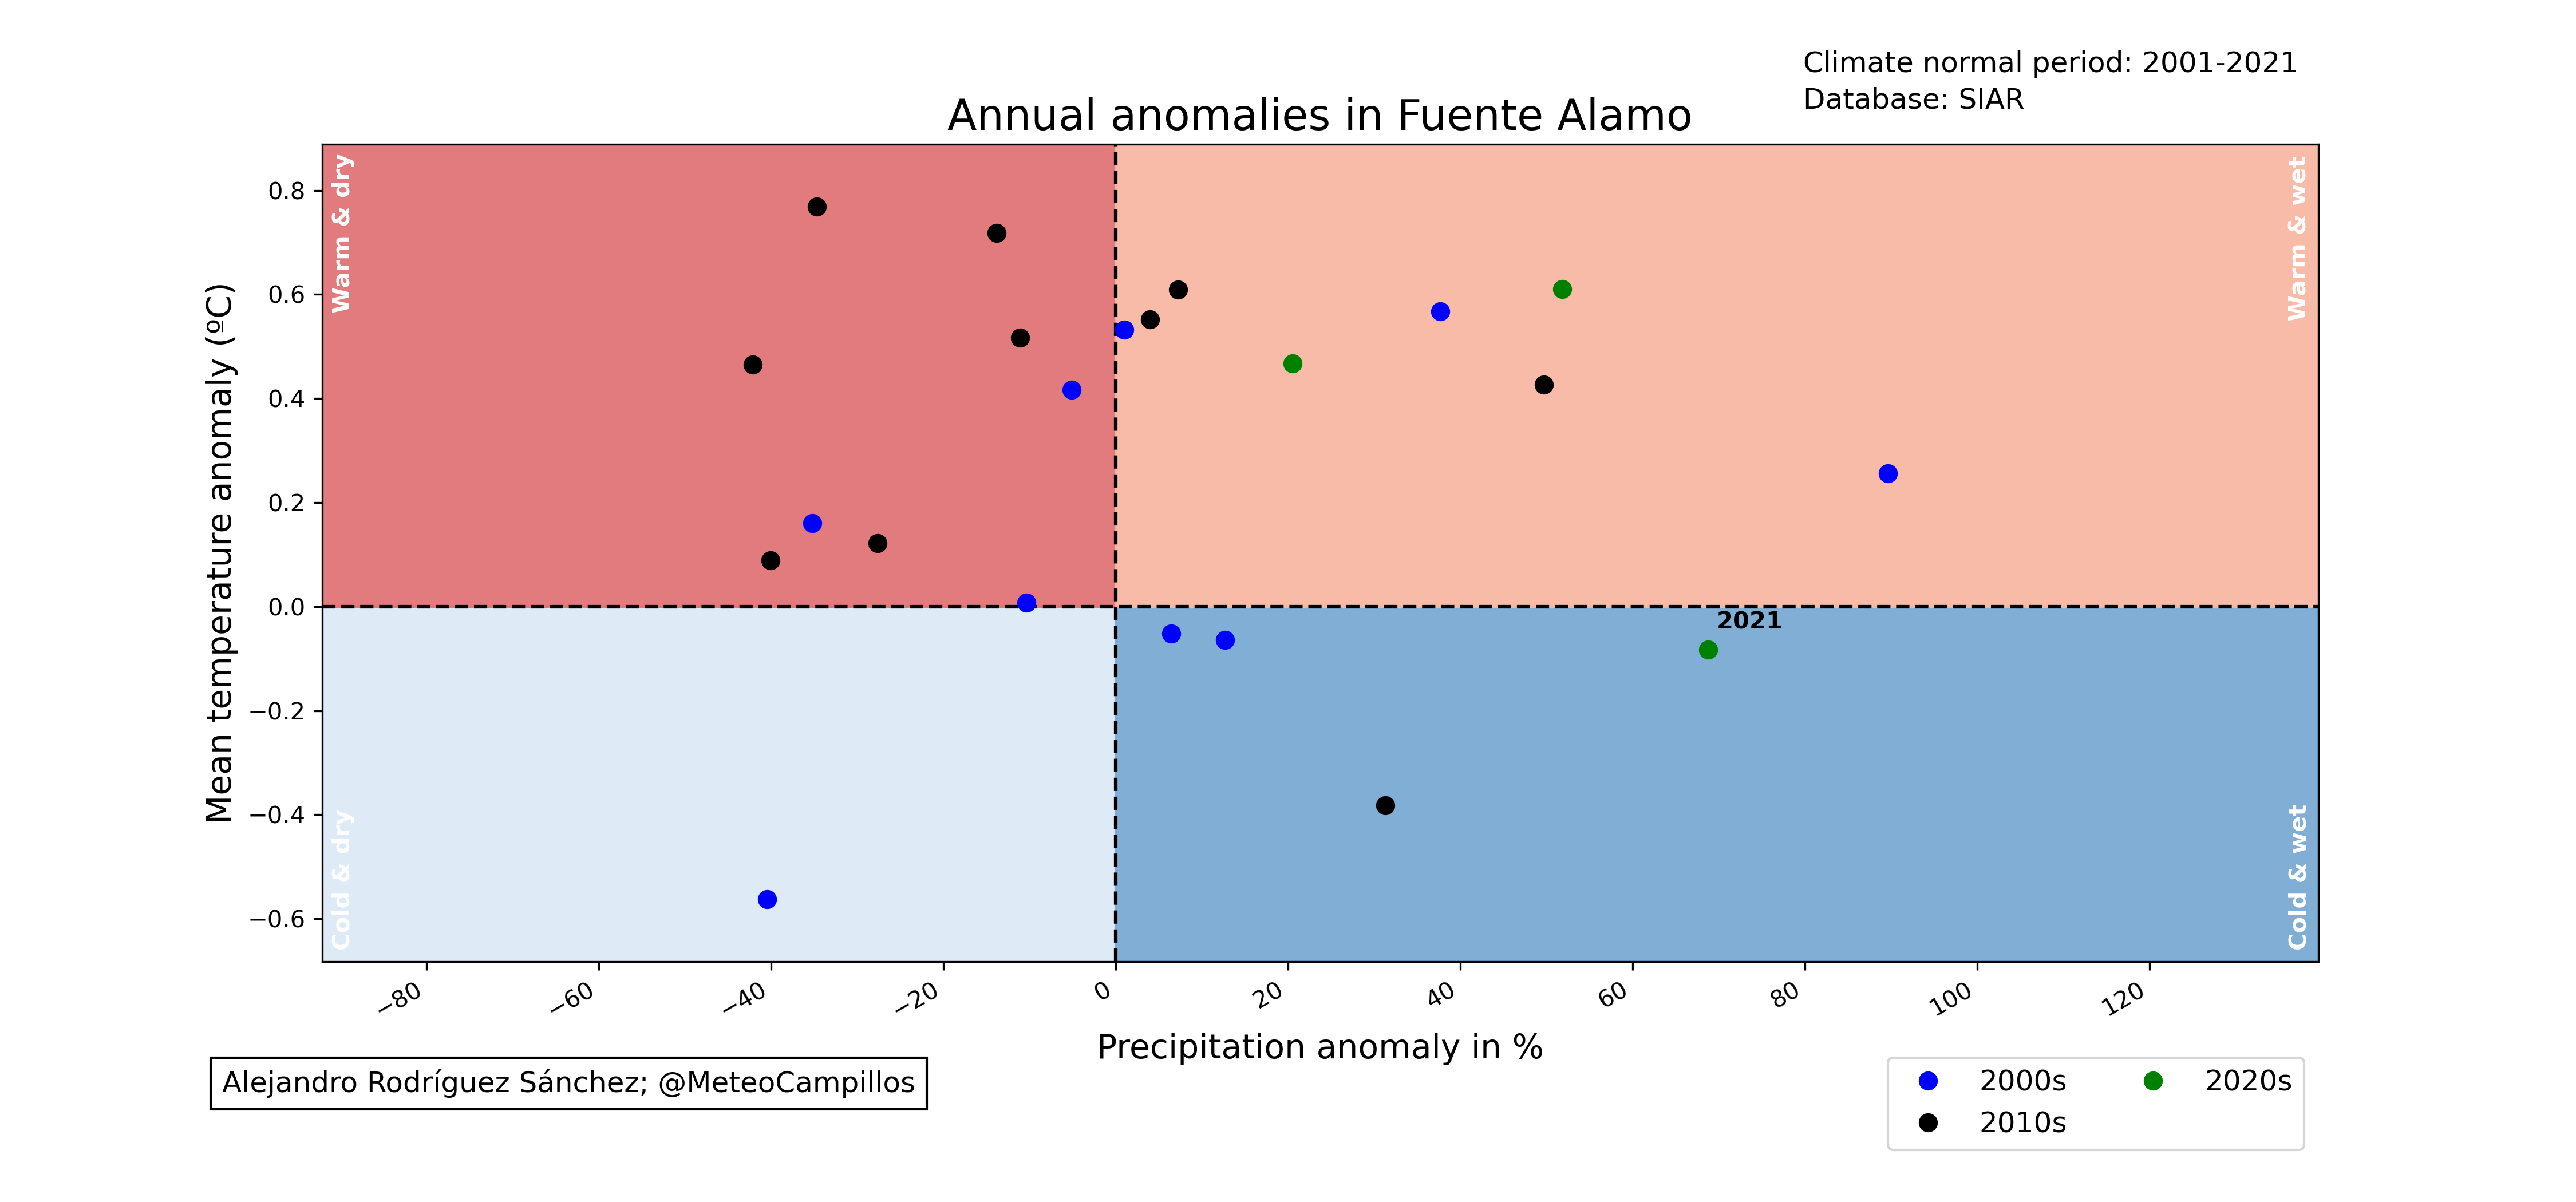 Climate normal period: 2001-2021
Database: SIAR
Annual anomalies in Fuente Alamo
Warm & dry
Warm & wet
Mean temperature anomaly (ºC)
0.8
0.6
0.4
0.2
0.0
−0.2
−0.4
−0.6
2021
Cold & dry
Cold & wet
−80
−60
−40
−20
0
20
40
60
80
100
120
Precipitation anomaly in %
Alejandro Rodríguez Sánchez; @MeteoCampillos
2000s
2010s
2020s